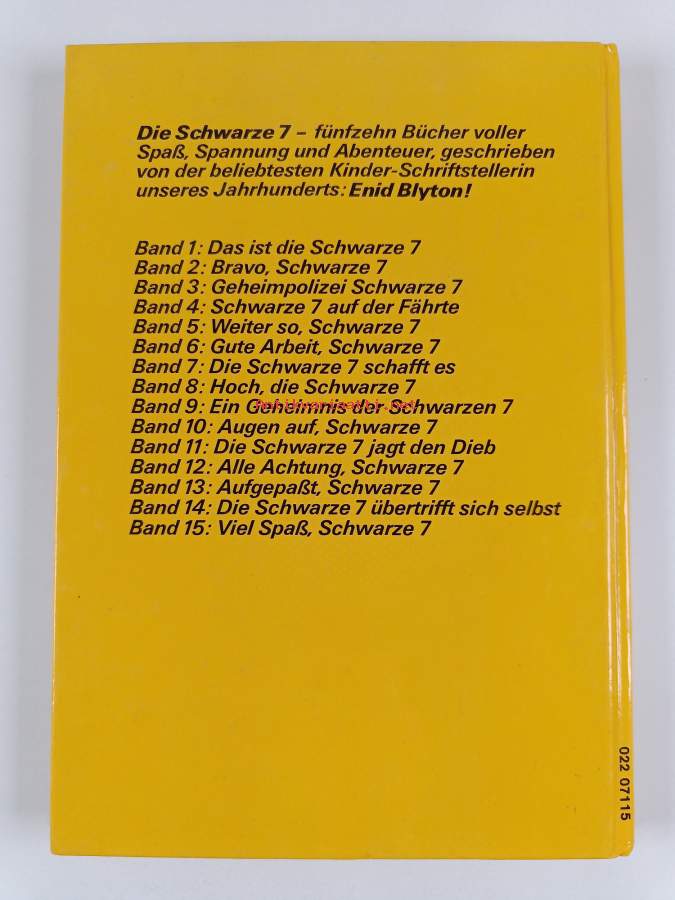 Die Schwarze 7 – fünfzehn Bücher voller
Spaß, Spannung und Abenteuer, geschrieben
von der beliebtesten Kinder-Schriftstellerin
unseres Jahrhunderts: Enid Blyton!
Band 1: Das ist die Schwarze 7
Band 2: Bravo, Schwarze 7
Band 3: Geheimpolizei Schwarze 7
Band 4: Schwarze 7 auf der Fährte
Band 5: Weiter so, Schwarze 7
Band 6: Gute Arbeit, Schwarze 7
Band 7: Die Schwarze 7 schafft es
Band 8: Hoch, die Schwarze 7
Band 9: Ein Geheimnis der Schwarzen 7
Antikvariaatti.net
Band 10: Augen auf, Schwarze 7
Band 11: Die Schwarze 7 jagt den Dieb
Band 12: Alle Achtung, Schwarze 7
Band 13: Aufgepaßt, Schwarze 7
Band 14: Die Schwarze 7 übertrifft sich selbst
Band 15: Viel Spaß, Schwarze 7
022 07115